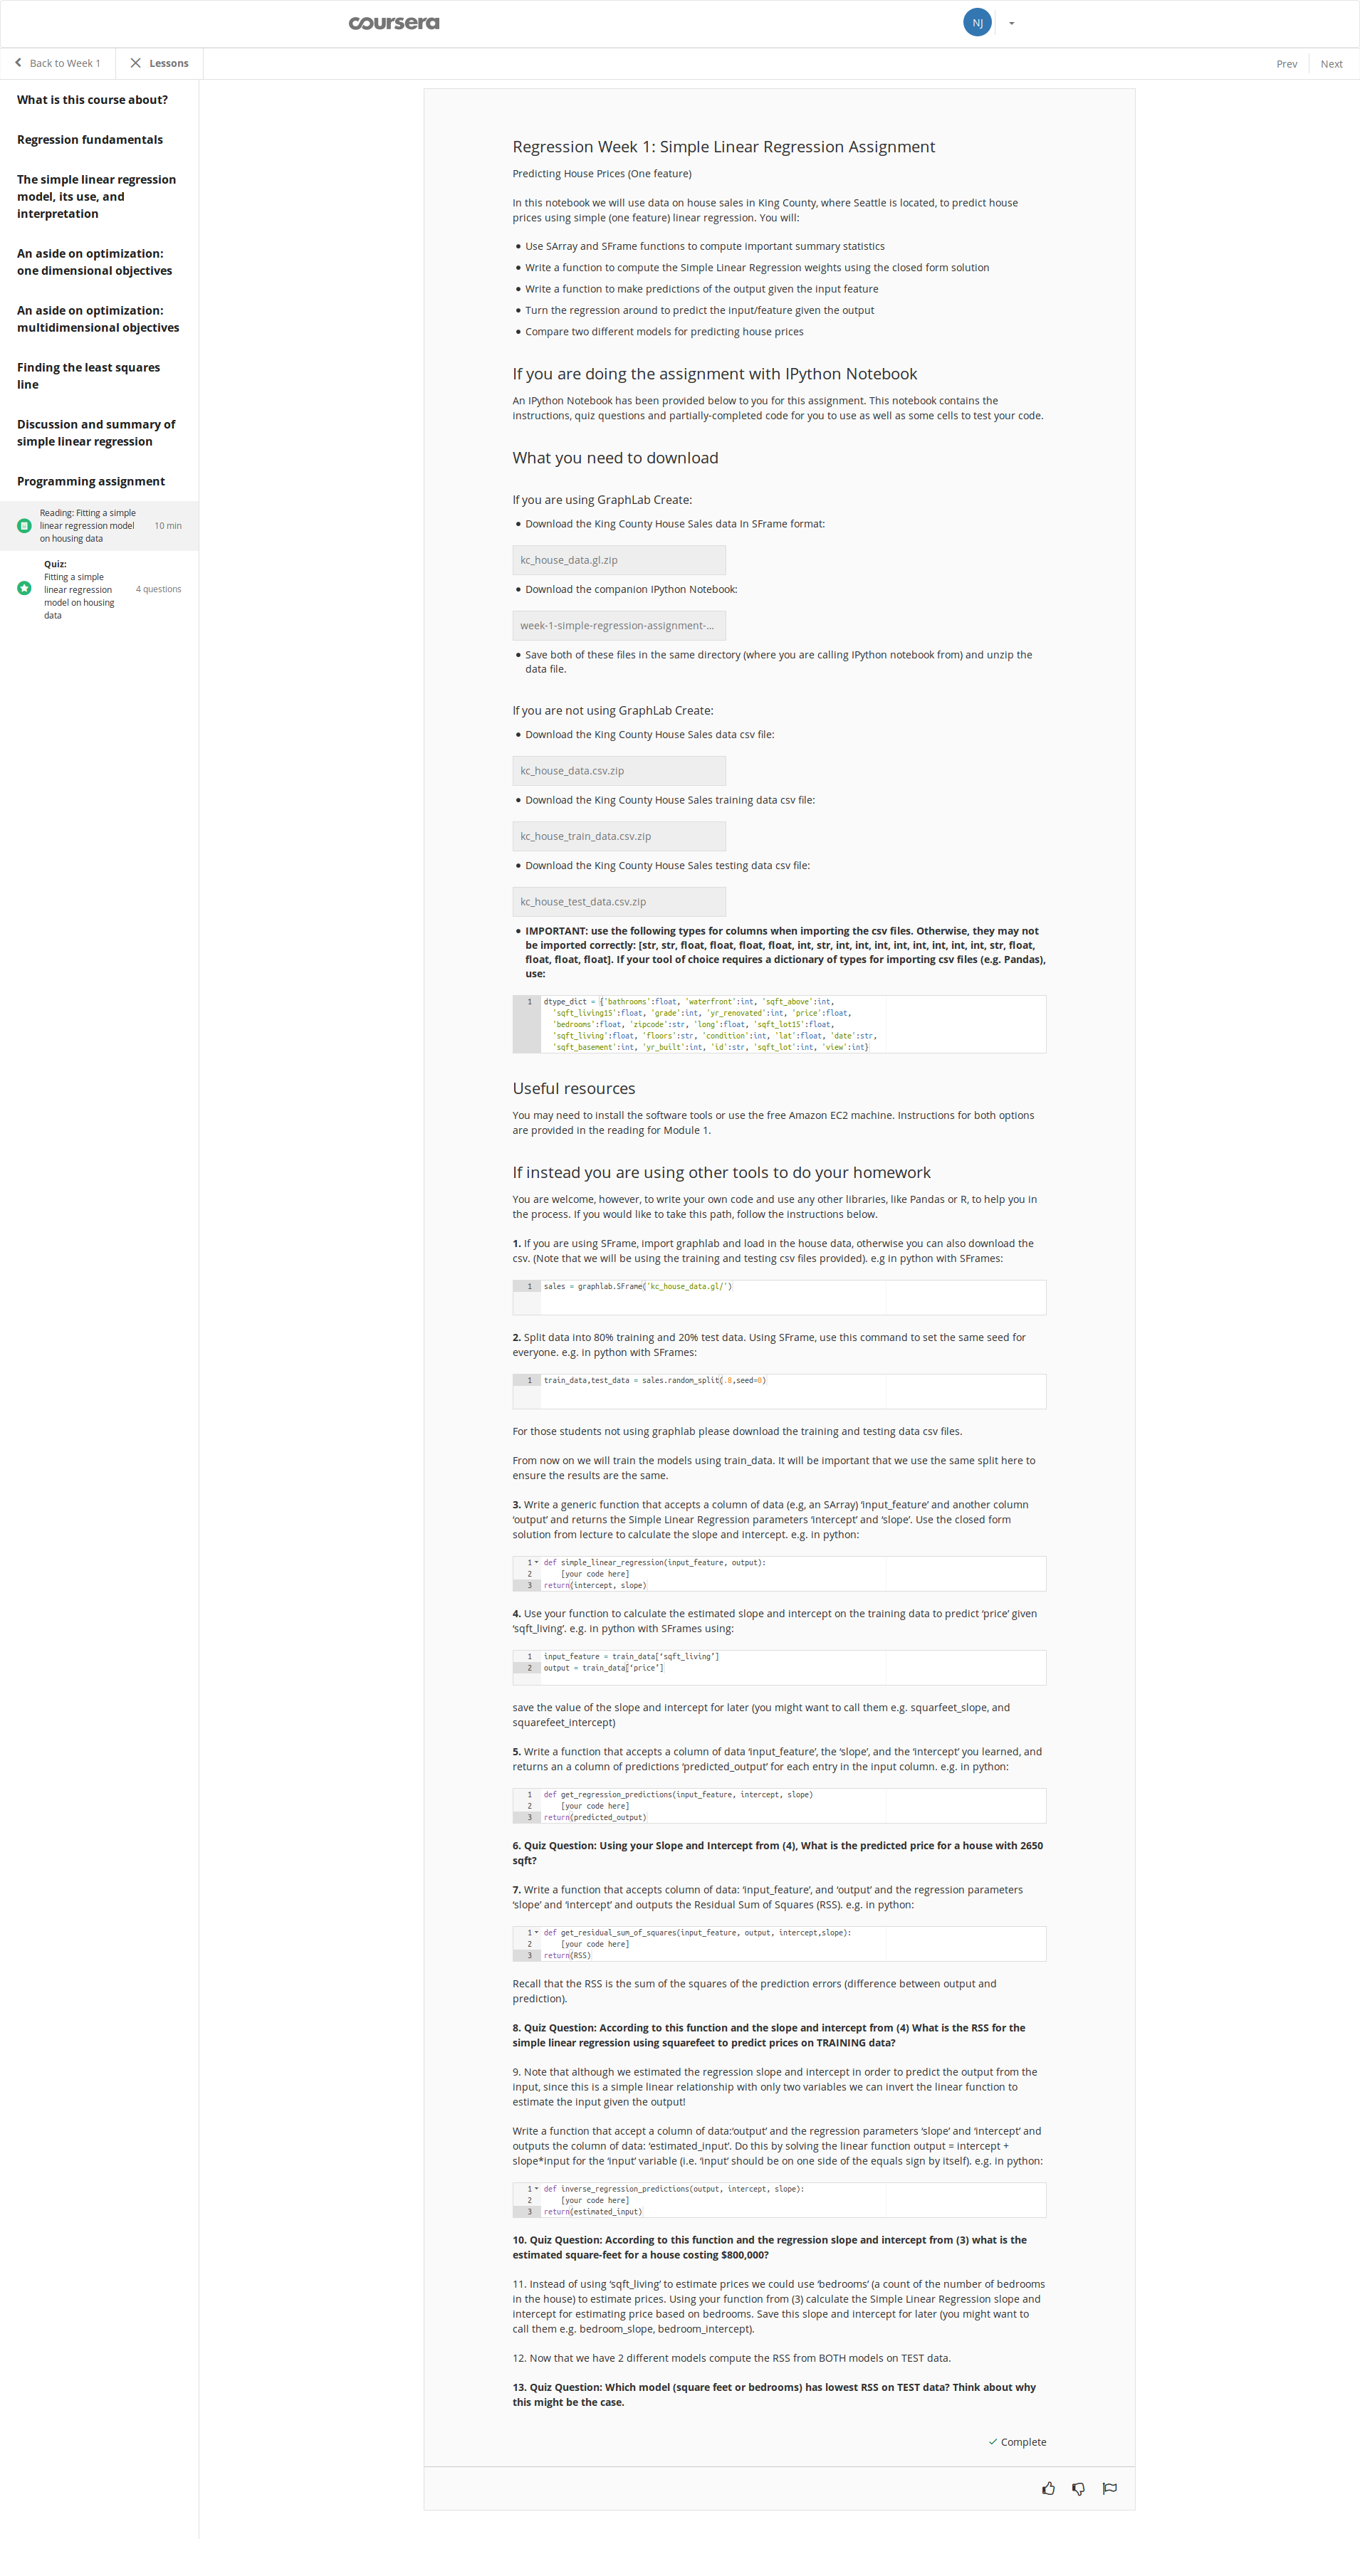 coursera
NJ
Back to Week 1
Lessons
Prev
Next
What is this course about?
Regression fundamentals
The simple linear regression
model, its use, and
interpretation
An aside on optimization:
one dimensional objectives
An aside on optimization:
multidimensional objectives
Finding the least squares
line
Discussion and summary of
simple linear regression
Programming assignment
Reading: Fitting a simple
linear regression model
on housing data
10 min
Quiz:
Fitting a simple
linear regression
model on housing
data
4 questions
Regression Week 1: Simple Linear Regression Assignment
Predicting House Prices (One feature)
In this notebook we will use data on house sales in King County, where Seattle is located, to predict house
prices using simple (one feature) linear regression. You will:
• Use SArray and SFrame functions to compute important summary statistics
• Write a function to compute the Simple Linear Regression weights using the closed form solution
• Write a function to make predictions of the output given the input feature
• Turn the regression around to predict the input/feature given the output
• Compare two different models for predicting house prices
If you are doing the assignment with IPython Notebook
An IPython Notebook has been provided below to you for this assignment. This notebook contains the
instructions, quiz questions and partially-completed code for you to use as well as some cells to test your code.
What you need to download
If you are using GraphLab Create:
• Download the King County House Sales data In SFrame format:
kc_house_data.gl.zip
• Download the companion IPython Notebook:
week-1-simple-regression-assignment-...
• Save both of these files in the same directory (where you are calling IPython notebook from) and unzip the
data file.
If you are not using GraphLab Create:
• Download the King County House Sales data csv file:
kc_house_data.csv.zip
• Download the King County House Sales training data csv file:
kc_house_train_data.csv.zip
• Download the King County House Sales testing data csv file:
kc_house_test_data.csv.zip
• IMPORTANT: use the following types for columns when importing the csv files. Otherwise, they may not
be imported correctly: [str, str, float, float, float, float, int, str, int, int, int, int, int, int, int, int, str, float,
float, float, float]. If your tool of choice requires a dictionary of types for importing csv files (e.g. Pandas),
use:
1 dtype_dict = {'bathrooms':float, 'waterfront':int, 'sqft_above':int,
'sqft_living15':float, 'grade':int, 'yr_renovated':int, 'price':float,
'bedrooms':float, 'zipcode':str, 'long':float, 'sqft_lot15':float,
'sqft_living':float, 'floors':str, 'condition':int, 'lat':float, 'date':str,
'sqft_basement':int, 'yr_built':int, 'id':str, 'sqft_lot':int, 'view':int}
Useful resources
You may need to install the software tools or use the free Amazon EC2 machine. Instructions for both options
are provided in the reading for Module 1.
If instead you are using other tools to do your homework
You are welcome, however, to write your own code and use any other libraries, like Pandas or R, to help you in
the process. If you would like to take this path, follow the instructions below.
1. If you are using SFrame, import graphlab and load in the house data, otherwise you can also download the
csv. (Note that we will be using the training and testing csv files provided). e.g in python with SFrames:
1 sales = graphlab.SFrame('kc_house_data.gl/')
2. Split data into 80% training and 20% test data. Using SFrame, use this command to set the same seed for
everyone. e.g. in python with SFrames:
1 train_data,test_data = sales.random_split(.8,seed=0)
For those students not using graphlab please download the training and testing data csv files.
From now on we will train the models using train_data. It will be important that we use the same split here to
ensure the results are the same.
3. Write a generic function that accepts a column of data (e.g, an SArray) ‘input_feature’ and another column
‘output’ and returns the Simple Linear Regression parameters ‘intercept’ and ‘slope’. Use the closed form
solution from lecture to calculate the slope and intercept. e.g. in python:
1 def simple_linear_regression(input_feature, output):
2 [your code here]
3 return(intercept, slope)
4. Use your function to calculate the estimated slope and intercept on the training data to predict ‘price’ given
‘sqft_living’. e.g. in python with SFrames using:
1 input_feature = train_data[‘sqft_living’]
2 output = train_data[‘price’]
save the value of the slope and intercept for later (you might want to call them e.g. squarfeet_slope, and
squarefeet_intercept)
5. Write a function that accepts a column of data ‘input_feature’, the ‘slope’, and the ‘intercept’ you learned, and
returns an a column of predictions ‘predicted_output’ for each entry in the input column. e.g. in python:
1 def get_regression_predictions(input_feature, intercept, slope)
2 [your code here]
3 return(predicted_output)
6. Quiz Question: Using your Slope and Intercept from (4), What is the predicted price for a house with 2650
sqft?
7. Write a function that accepts column of data: ‘input_feature’, and ‘output’ and the regression parameters
‘slope’ and ‘intercept’ and outputs the Residual Sum of Squares (RSS). e.g. in python:
1 def get_residual_sum_of_squares(input_feature, output, intercept,slope):
2 [your code here]
3 return(RSS)
Recall that the RSS is the sum of the squares of the prediction errors (difference between output and
prediction).
8. Quiz Question: According to this function and the slope and intercept from (4) What is the RSS for the
simple linear regression using squarefeet to predict prices on TRAINING data?
9. Note that although we estimated the regression slope and intercept in order to predict the output from the
input, since this is a simple linear relationship with only two variables we can invert the linear function to
estimate the input given the output!
Write a function that accept a column of data:‘output’ and the regression parameters ‘slope’ and ‘intercept’ and
outputs the column of data: ‘estimated_input’. Do this by solving the linear function output = intercept +
slope*input for the ‘input’ variable (i.e. ‘input’ should be on one side of the equals sign by itself). e.g. in python:
1 def inverse_regression_predictions(output, intercept, slope):
2 [your code here]
3 return(estimated_input)
10. Quiz Question: According to this function and the regression slope and intercept from (3) what is the
estimated square-feet for a house costing $800,000?
11. Instead of using ‘sqft_living’ to estimate prices we could use ‘bedrooms’ (a count of the number of bedrooms
in the house) to estimate prices. Using your function from (3) calculate the Simple Linear Regression slope and
intercept for estimating price based on bedrooms. Save this slope and intercept for later (you might want to
call them e.g. bedroom_slope, bedroom_intercept).
12. Now that we have 2 different models compute the RSS from BOTH models on TEST data.
13. Quiz Question: Which model (square feet or bedrooms) has lowest RSS on TEST data? Think about why
this might be the case.
Complete